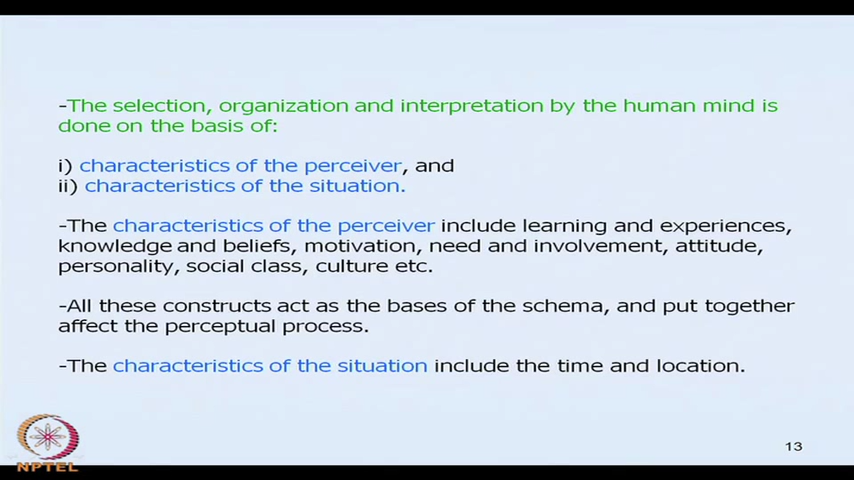 -The selection, organization and interpretation by the human mind is
done on the basis of:
i) characteristics of the perceiver, and
ii) characteristics of the situation.
-The characteristics of the perceiver include learning and experiences,
knowledge and beliefs, motivation, need and involvement, attitude,
personality, social class, culture etc.
-All these constructs act as the bases of the schema, and put together
affect the perceptual process.
-The characteristics of the situation include the time and location.
13
NPTEL